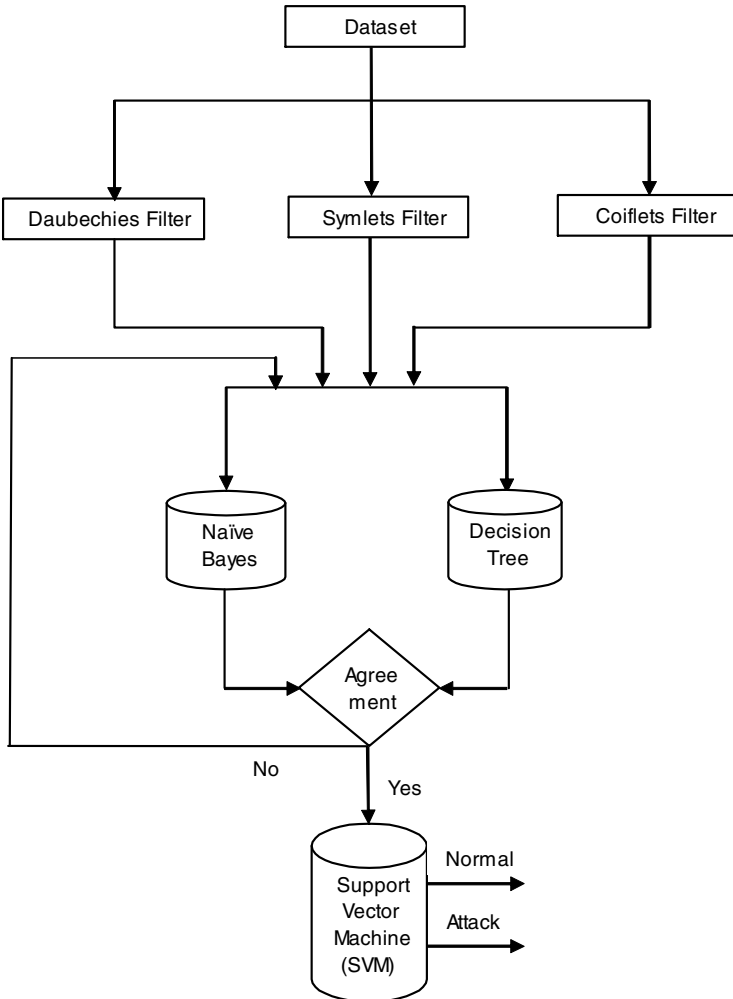 Dataset
Daubechies Filter
Symlets Filter
Coiflets Filter
Naïve
Bayes
Decision
Tree
Agree
ment
No
Yes
Support
Vector
Machine
(SVM)
Normal
Attack